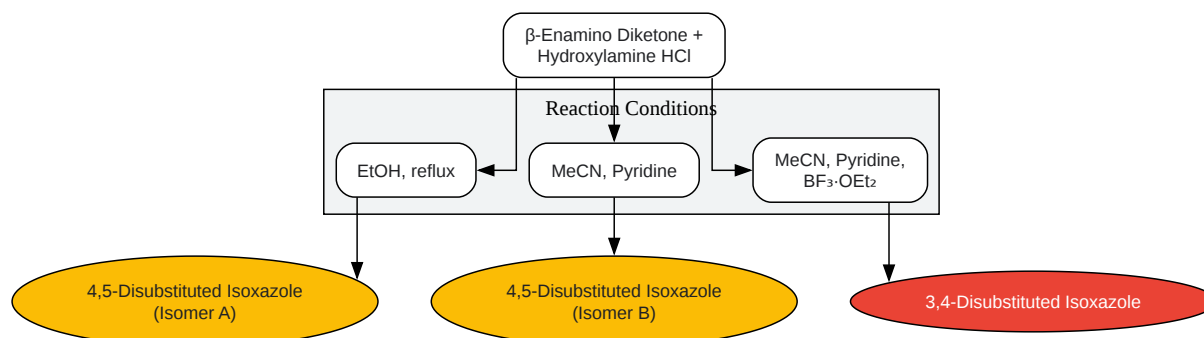 β-Enamino Diketone +
Hydroxylamine HCl
Reaction Conditions
EtOH, reflux
MeCN, Pyridine
MeCN, Pyridine,
BF₃·OEt₂
4,5-Disubstituted Isoxazole
(Isomer A)
4,5-Disubstituted Isoxazole
(Isomer B)
3,4-Disubstituted Isoxazole